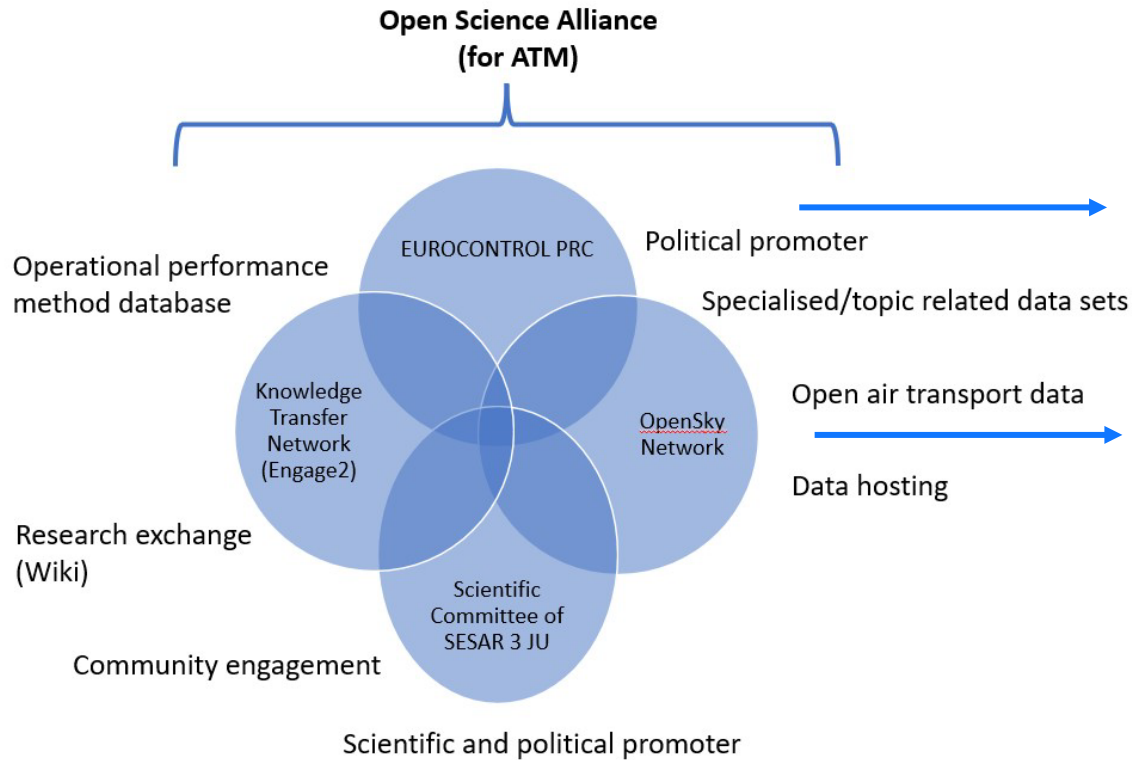 Open Science Alliance
(for ATM)
EUROCONTROL PRC
Political promoter
Operational performance
method database
Specialised/topic related data sets
Knowledge
Transfer
Network
(Engage2)
OpenSky
Network
Open air transport data
Data hosting
Research exchange
(Wiki)
Scientific
Committee of
SESAR 3 JU
Community engagement
Scientific and political promoter